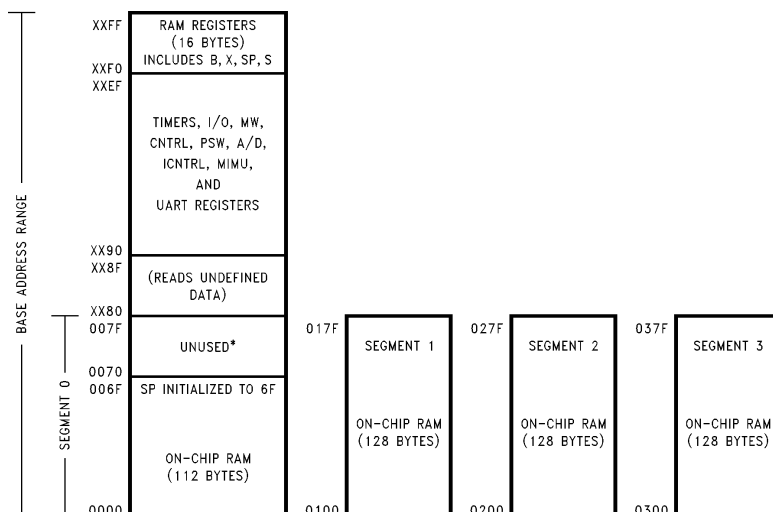 XXFF
RAM REGISTERS
(16 BYTES)
INCLUDES B, X, SP, S
XXF0
XXEF
TIMERS, I/O, MW,
CNTRL, PSW, A/D,
ICNTRL, MIMU,
AND
UART REGISTERS
XX90
XX8F
(READS UNDEFINED
DATA)
XX80
007F
UNUSED*
0070
006F
SP INITIALIZED TO 6F
ON-CHIP RAM
(112 BYTES)
0000
BASE ADDRESS RANGE
SEGMENT 0
017F
SEGMENT 1
ON-CHIP RAM
(128 BYTES)
0100
027F
SEGMENT 2
ON-CHIP RAM
(128 BYTES)
0200
037F
SEGMENT 3
ON-CHIP RAM
(128 BYTES)
0300